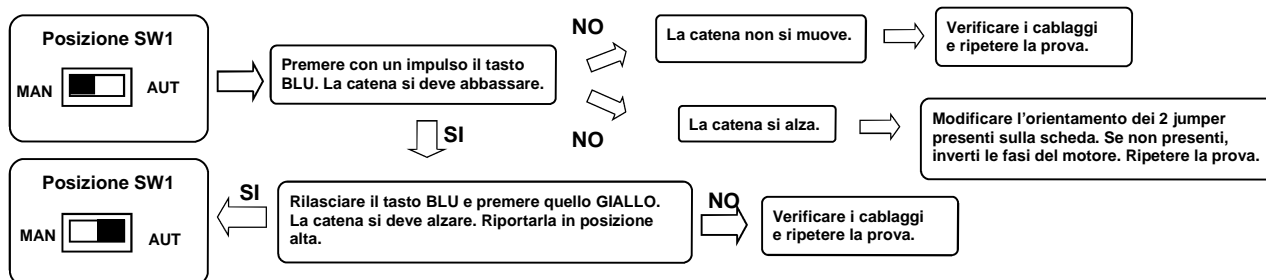 Posizione SW1
MAN
AUT
Premere con un impulso il tasto
BLU. La catena si deve abbassare.
NO
La catena non si muove.
Verificare i cablaggi
e ripetere la prova.
NO
La catena si alza.
Modificare l’orientamento dei 2 jumper
presenti sulla scheda. Se non presenti,
inverti le fasi del motore. Ripetere la prova.
SI
Rilasciare il tasto BLU e premere quello GIALLO.
La catena si deve alzare. Riportarla in posizione
alta.
NO
Verificare i cablaggi
e ripetere la prova.
SI
Posizione SW1
MAN
AUT